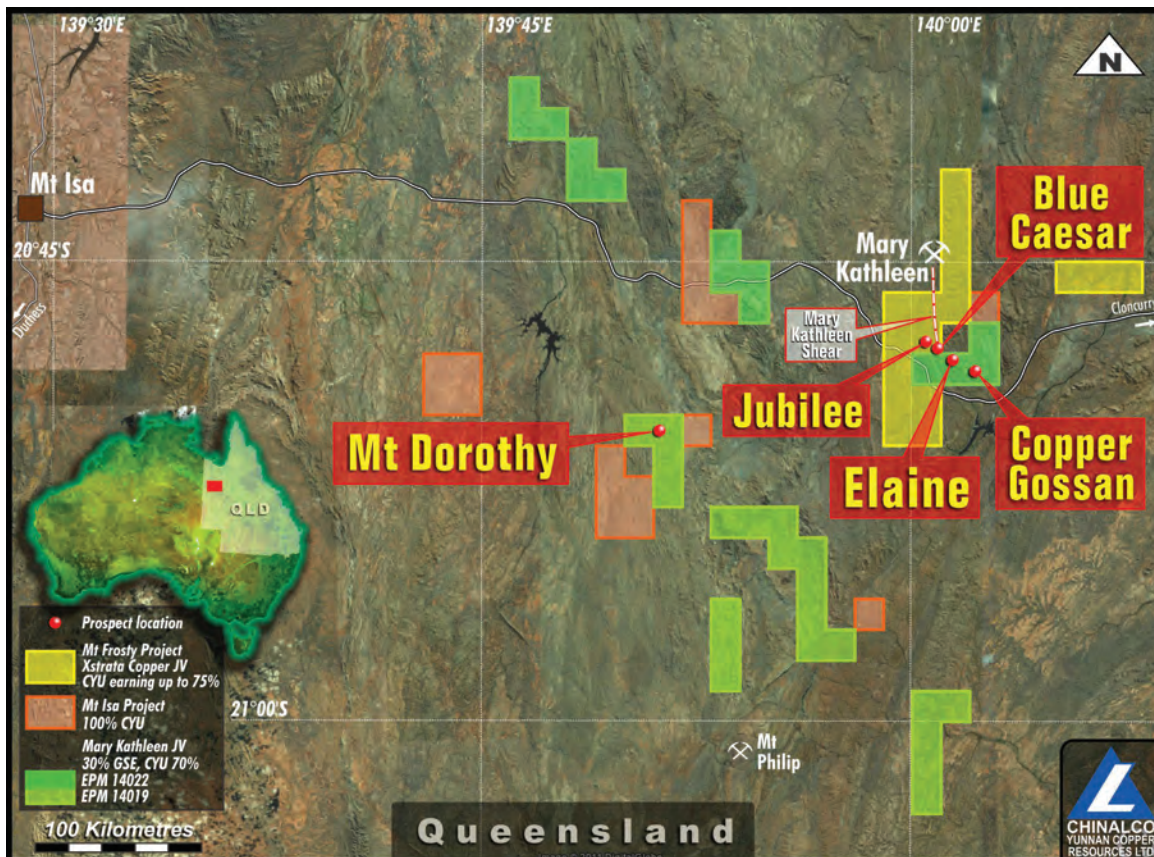 139°30'E
139°45'E
140°00'E
N
Mt Isa
20°45'S
Duchess
Blue
Caesar
Mary
Kathleen
Mary
Kathleen
Shear
Cloncurry
Jubilee
Mt Dorothy
Elaine
Copper
Gossan
QLD
Prospect location
Mt Frosty Project
Xstrata Copper JV
CYU earning up to 75%
Mt Isa Project
100% CYU
Mary Kathleen JV
30% GSE, CYU 70%
EPM 14022
EPM 14019
21°00'S
Mt
Philip
100 Kilometres
Queensland
CHINALCO
YUNNAN COPPER
RESOURCES LTD